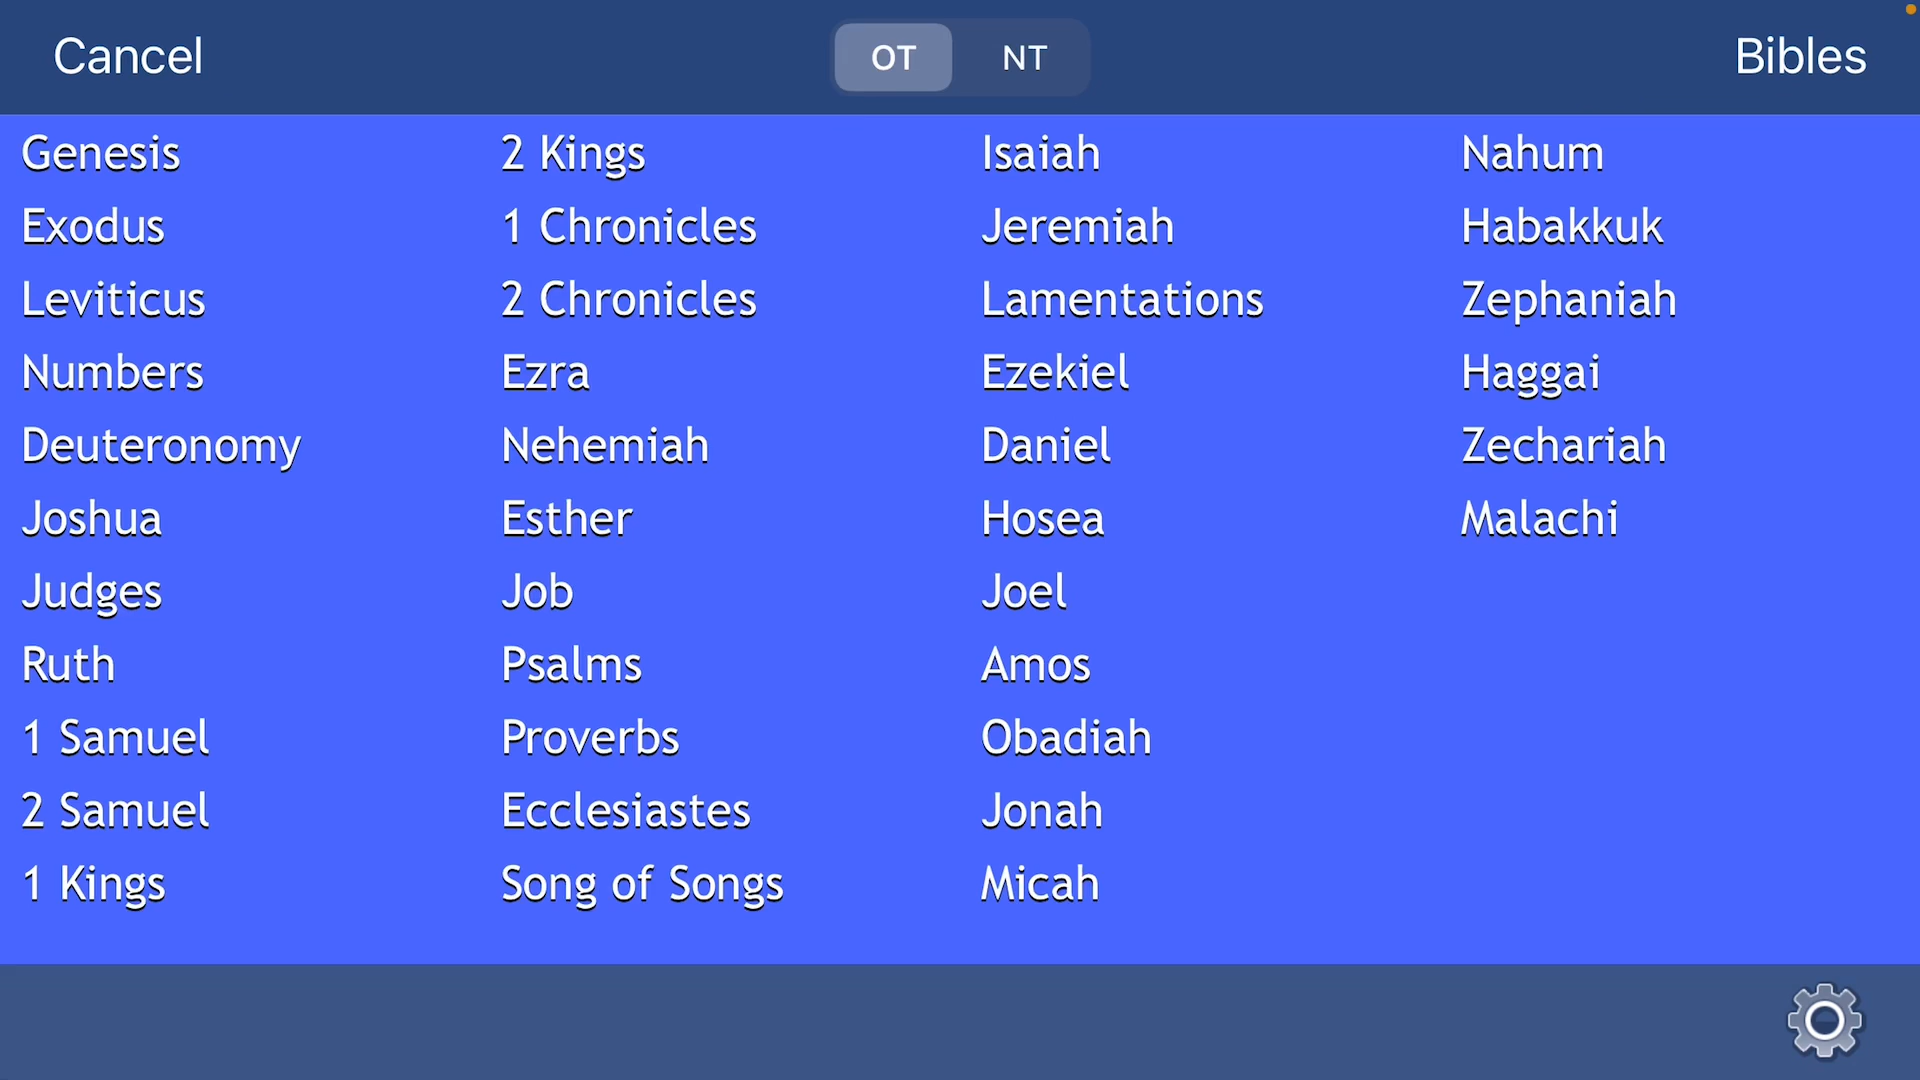 Cancel
OT
NT
Bibles
Genesis
Exodus
Leviticus
Numbers
Deuteronomy
Joshua
Judges
Ruth
1 Samuel
2 Samuel
1 Kings
2 Kings
1 Chronicles
2 Chronicles
Ezra
Nehemiah
Esther
Job
Psalms
Proverbs
Ecclesiastes
Song of Songs
Isaiah
Jeremiah
Lamentations
Ezekiel
Daniel
Hosea
Joel
Amos
Obadiah
Jonah
Micah
Nahum
Habakkuk
Zephaniah
Haggai
Zechariah
Malachi